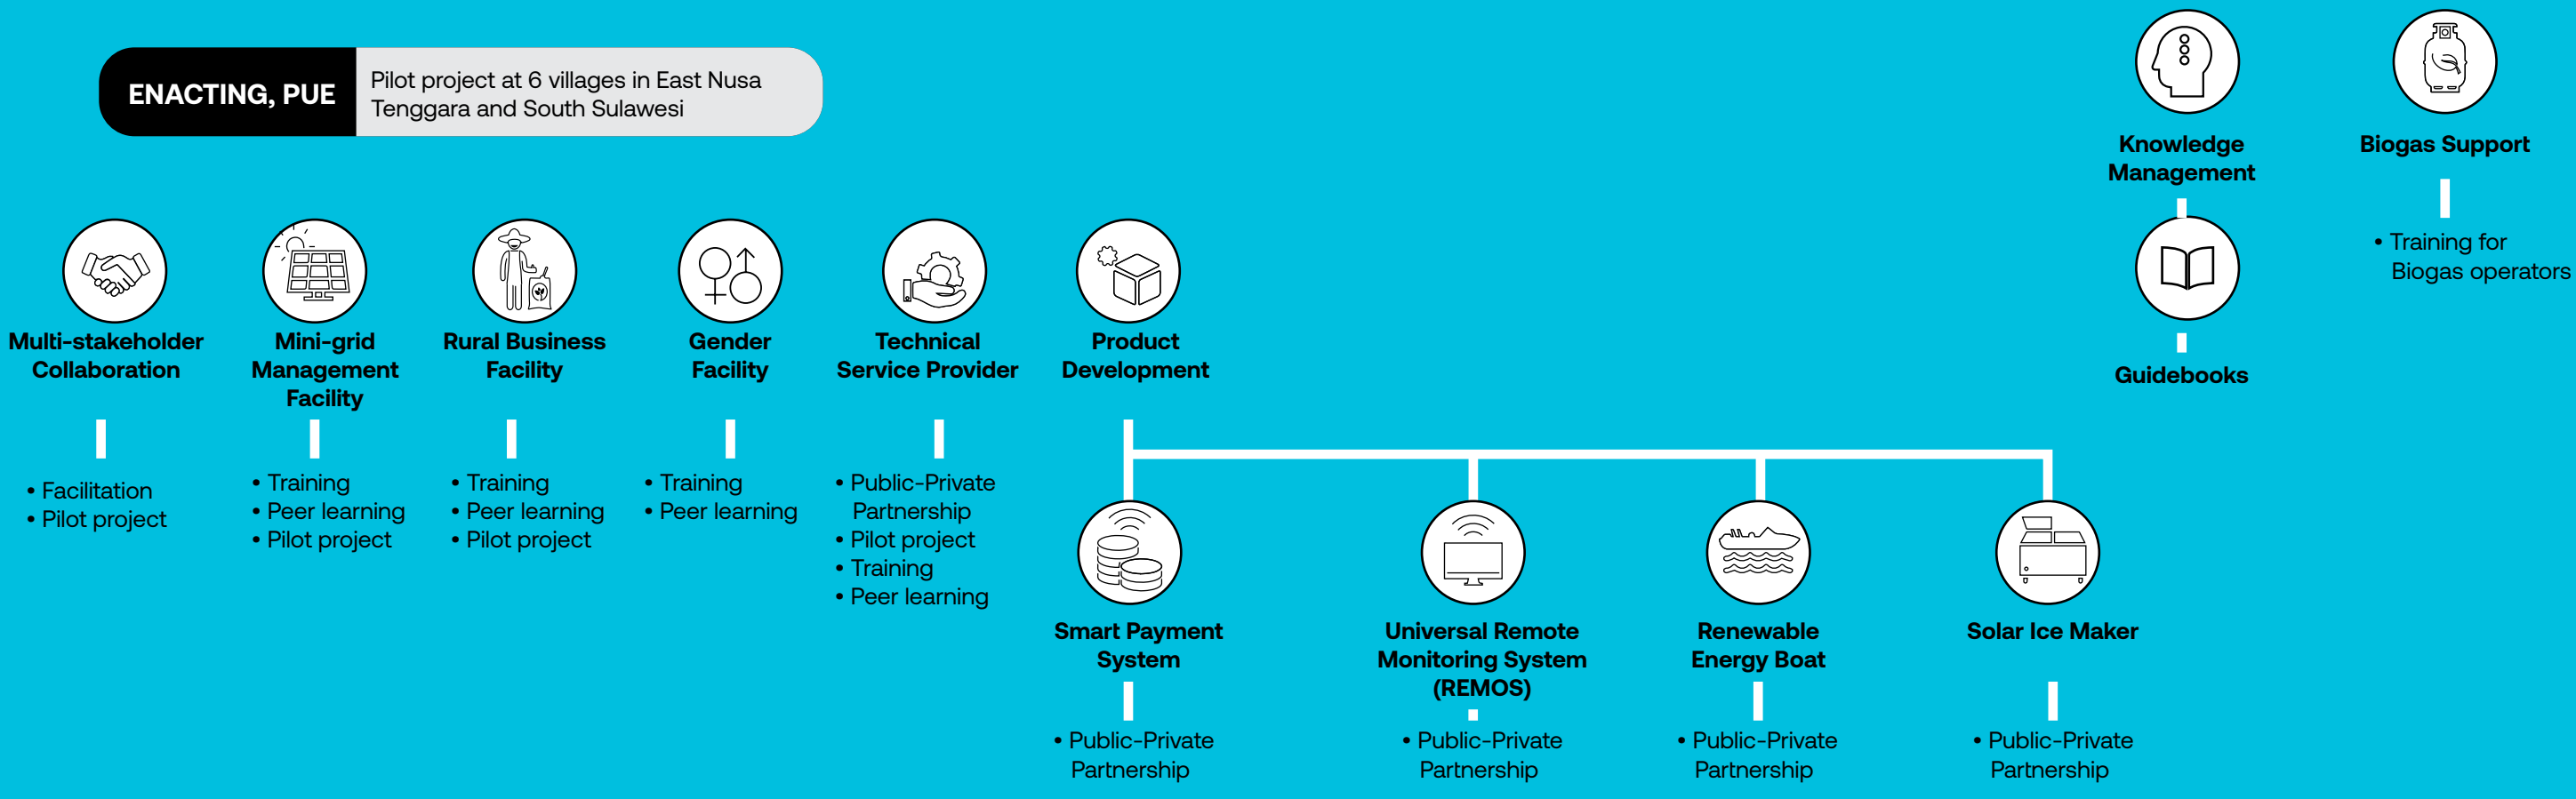 ENACTING, PUE
Pilot project at 6 villages in East Nusa
Tenggara and South Sulawesi
Multi-stakeholder
Collaboration
• Facilitation
• Pilot project
Mini-grid
Management
Facility
• Training
• Peer learning
• Pilot project
Rural Business
Facility
• Training
• Peer learning
• Pilot project
Gender
Facility
• Training
• Peer learning
Technical
Service Provider
• Public-Private
Partnership
• Pilot project
• Training
• Peer learning
Product
Development
Smart Payment
System
• Public-Private
Partnership
Universal Remote
Monitoring System
(REMOS)
• Public-Private
Partnership
Renewable
Energy Boat
• Public-Private
Partnership
Solar Ice Maker
• Public-Private
Partnership
Knowledge
Management
Guidebooks
Biogas Support
• Training for
Biogas operators